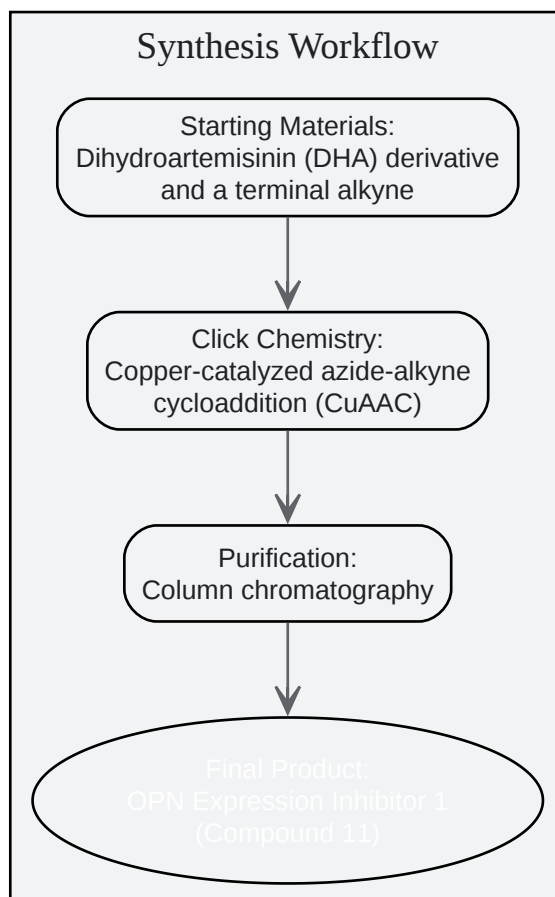 Synthesis Workflow
Starting Materials:
Dihydroartemisinin (DHA) derivative
and a terminal alkyne
Click Chemistry:
Copper-catalyzed azide-alkyne
cycloaddition (CuAAC)
Purification:
Column chromatography
Final Product:
OPN Expression Inhibitor 1
(Compound 11)